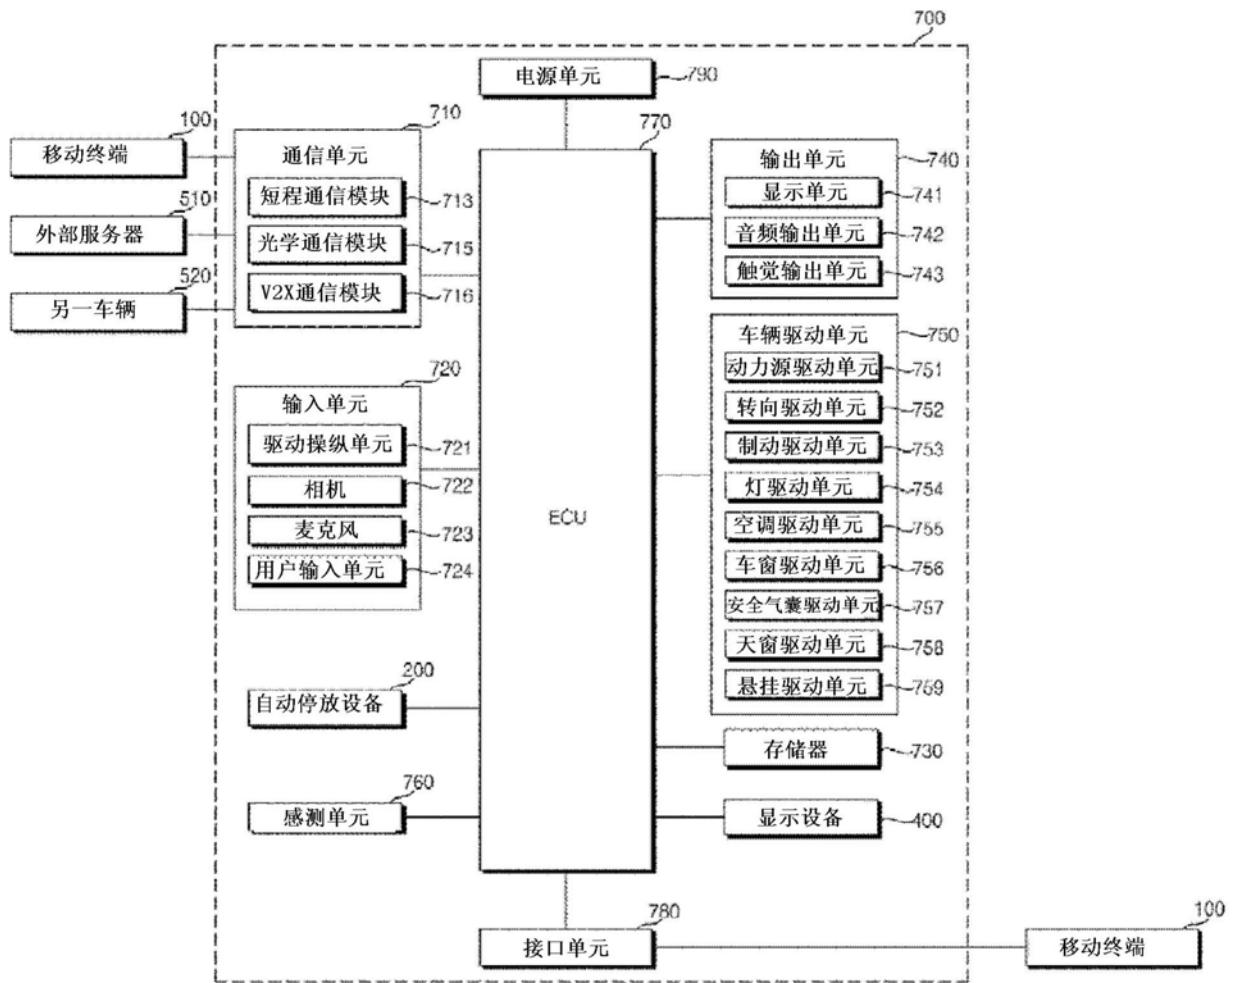 700
电源单元 790
100
移动终端
510
外部服务器
520
另一车辆
710
通信单元
短程通信模块 713
光学通信模块 715
V2X通信模块 716
720
输入单元
驱动操纵单元 721
相机 722
麦克风 723
用户输入单元 724
200
自动停放设备
760
感测单元
770
ECU
输出单元 740
显示单元 741
音频输出单元 742
触觉输出单元 743
车辆驱动单元 750
动力源驱动单元 751
转向驱动单元 752
制动驱动单元 753
灯驱动单元 754
空调驱动单元 755
车窗驱动单元 756
安全气囊驱动单元 757
天窗驱动单元 758
悬挂驱动单元 759
存储器 730
显示设备 400
780
接口单元
100
移动终端